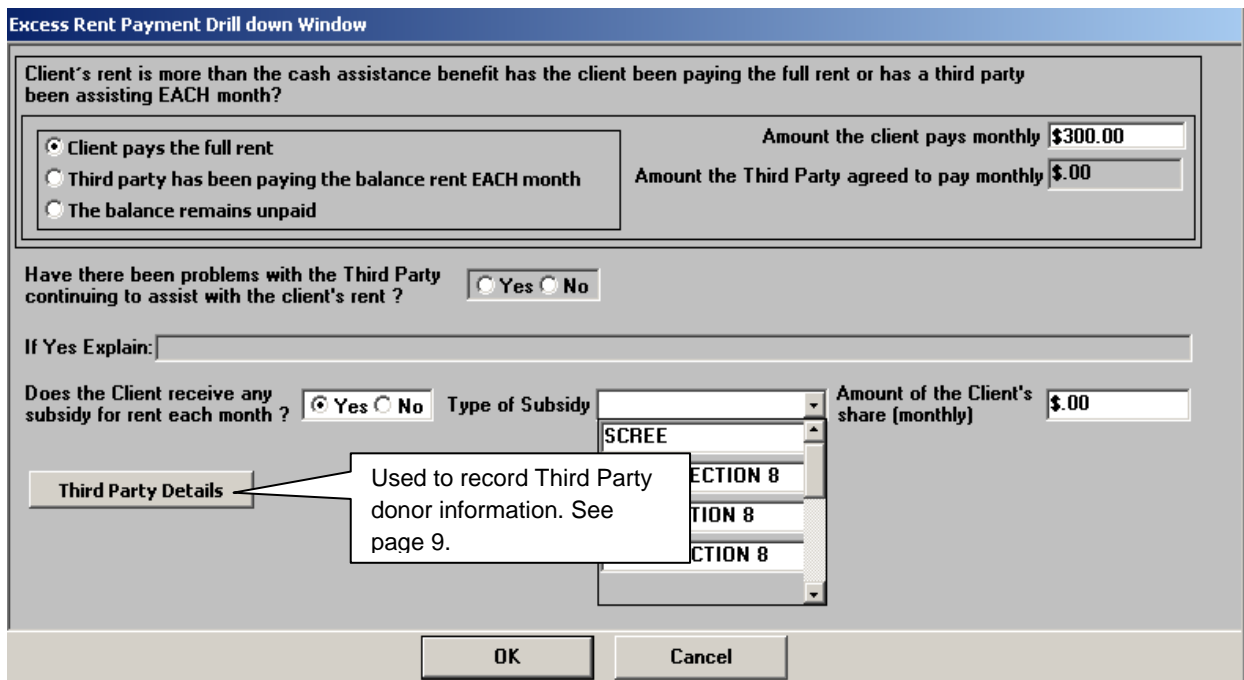 Excess Rent Payment Drill down Window
Client´s rent is more than the cash assistance benefit has the client been paying the full rent or has a third party
been assisting EACH month?
Client pays the full rent
Third party has been paying the balance rent EACH month
The balance remains unpaid
Amount the client pays monthly $300.00
Amount the Third Party agreed to pay monthly $.00
Have there been problems with the Third Party
continuing to assist with the client's rent ?
Yes No
If Yes Explain:
Does the Client receive any
subsidy for rent each month ?
Yes No
Type of Subsidy
Amount of the Client's
share (monthly)
$.00
SCREE
SECTION 8
8
SECTION 8
Third Party Details
Used to record Third Party
donor information. See
page 9.
OK Cancel